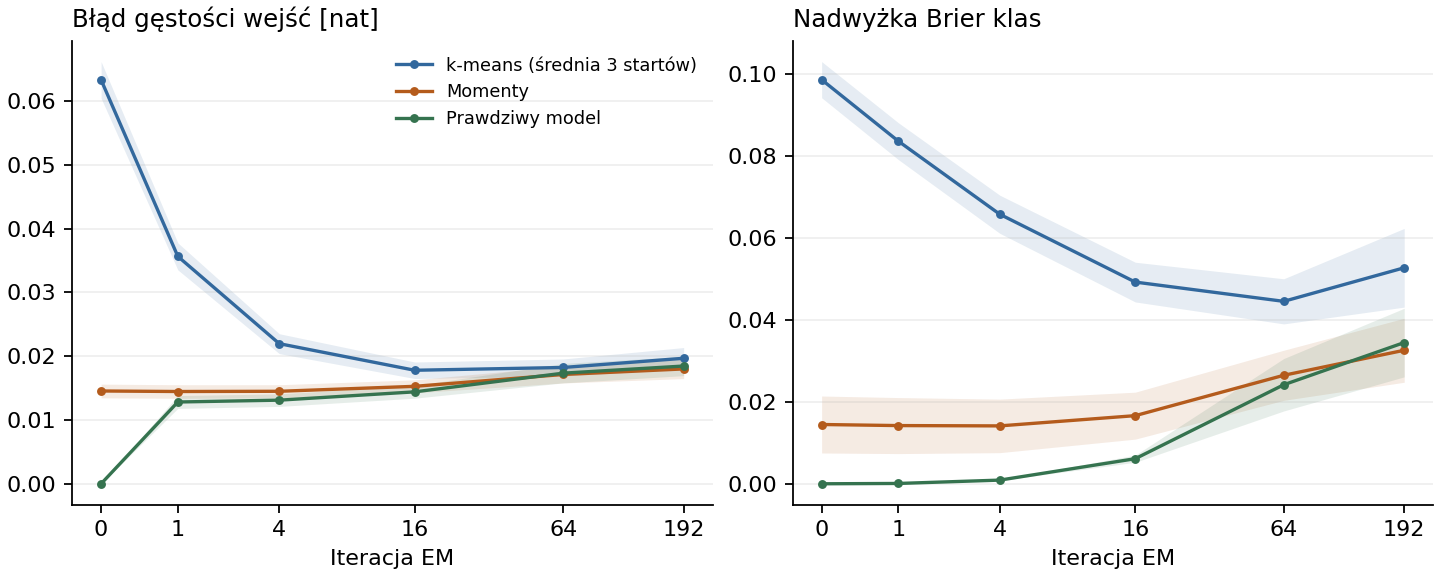 Błąd gęstości wejść [nat]
k-means (średnia 3 startów)
Momenty
Prawdziwy model
0.06
0.05
0.04
0.03
0.02
0.01
0.00
0 1 4 16 64 192
Iteracja EM
Nadwyżka Brier klas
0.10
0.08
0.06
0.04
0.02
0.00
0 1 4 16 64 192
Iteracja EM